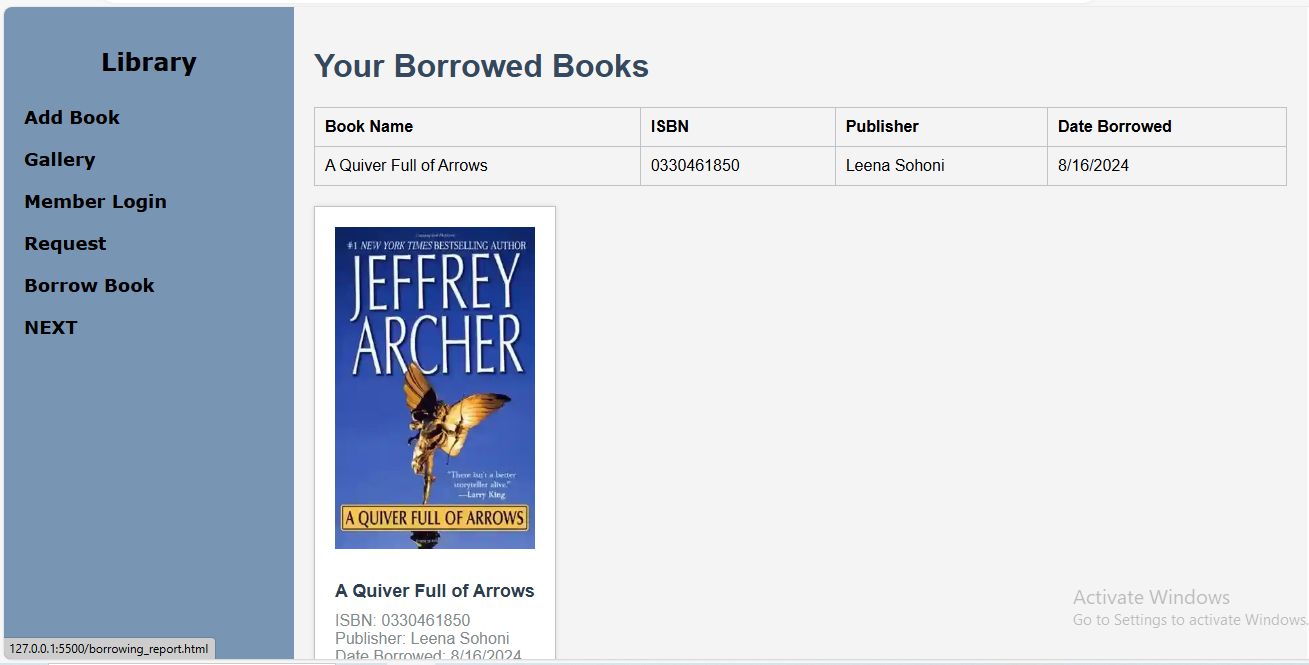 Library
Add Book
Gallery
Member Login
Request
Borrow Book
NEXT
Your Borrowed Books
Book Name ISBN Publisher Date Borrowed
A Quiver Full of Arrows 0330461850 Leena Sohoni 8/16/2024
#1 NEW YORK TIMES BESTSELLING AUTHOR
JEFFREY
ARCHER
"There isn't a better
storyteller alive."
—Larry King
A QUIVER FULL OF ARROWS
A Quiver Full of Arrows
ISBN: 0330461850
Publisher: Leena Sohoni
Date Borrowed: 8/16/2024
Activate Windows
Go to Settings to activate Windows.
127.0.0.1:5500/borrowing_report.html